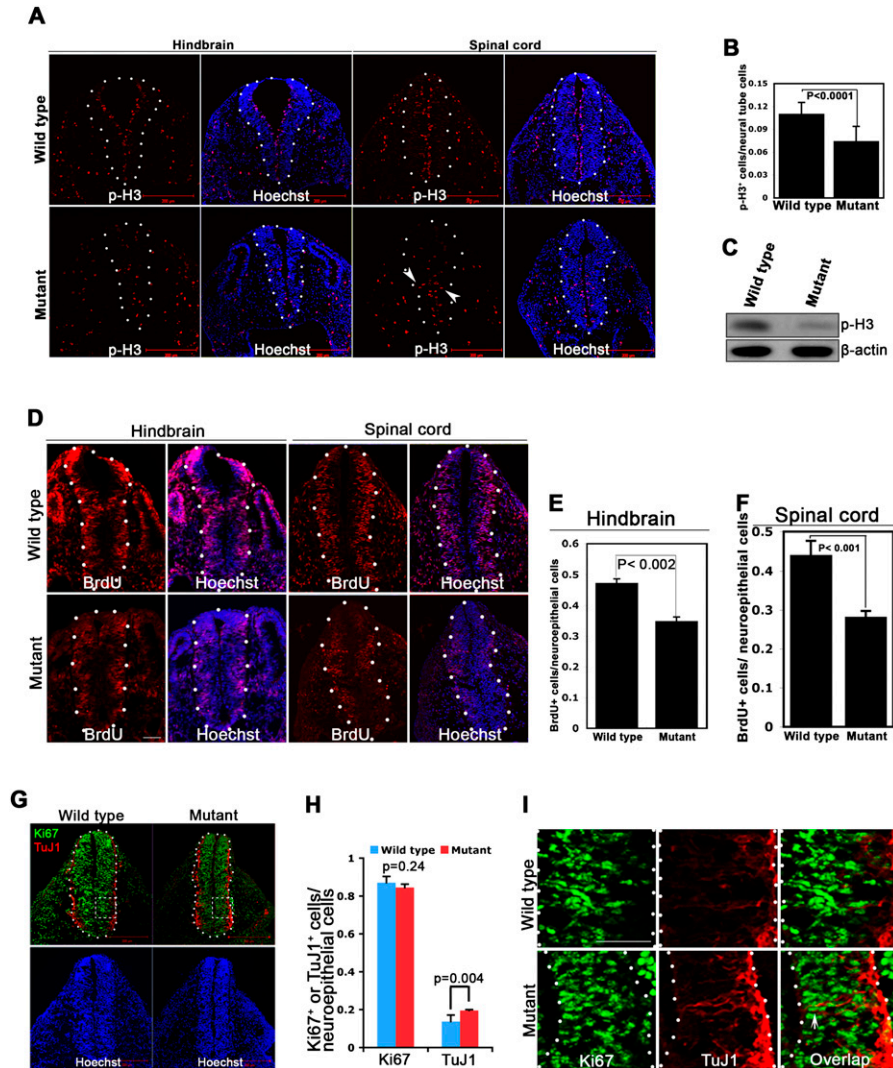 A
Hindbrain Spinal cord
Wild type
p-H3 Hoechst p-H3 Hoechst
Mutant
p-H3 Hoechst p-H3 Hoechst
B
p-H3+ cells/neural tube cells
0.15
0.12
0.09
0.06
0.03
0
P<0.0001
Wild type Mutant
C
Wild type Mutant
p-H3
β-actin
D
Hindbrain Spinal cord
Wild type
BrdU Hoechst BrdU Hoechst
Mutant
BrdU Hoechst BrdU Hoechst
E
Hindbrain
BrdU+ cells/neuroepithelial cells
0.6
0.5
0.4
0.3
0.2
0.1
0
P< 0.002
Wild type Mutant
F
Spinal cord
BrdU+ cells/ neuroepithelial cells
0.5
0.4
0.3
0.2
0.1
0
P< 0.001
Wild type Mutant
G
Wild type Mutant
Ki67
TuJ1
Hoechst Hoechst
H
Wild type Mutant
Ki67+ or TuJ1+ cells/
neuroepithelial cells
1
0.8
0.6
0.4
0.2
0
p=0.24
p=0.004
Ki67 TuJ1
I
Wild type
Mutant
Ki67 TuJ1 Overlap